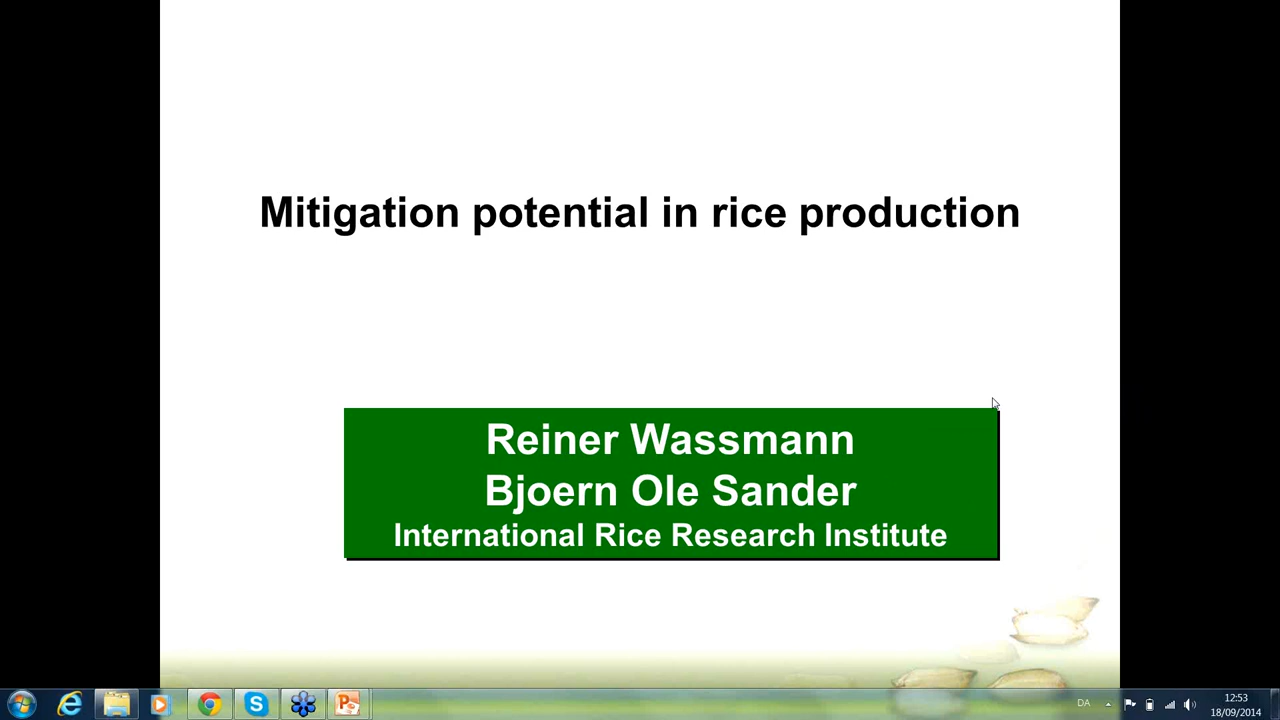 Mitigation potential in rice production
Reiner Wassmann
Bjoern Ole Sander
International Rice Research Institute
DA
12:53
18/09/2014